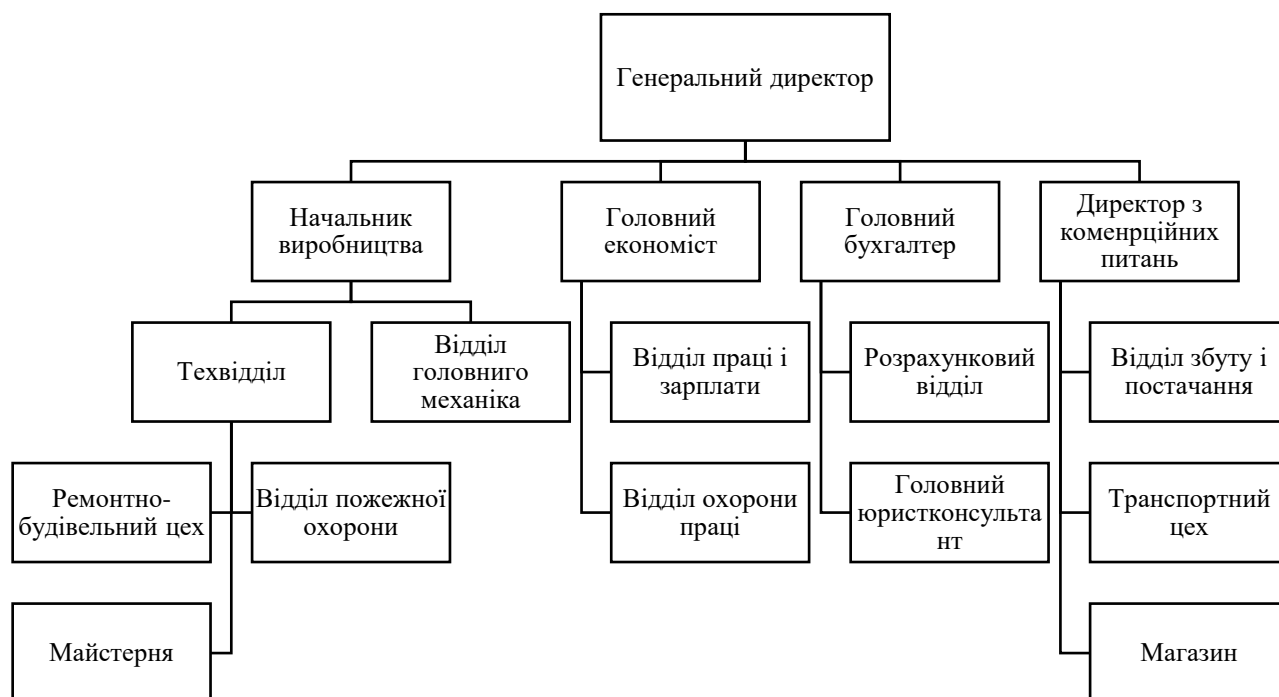 Генеральний директор
Начальник
виробництва
Головний
економіст
Головний
бухгалтер
Директор з
коменрційних
питань
Техвідділ
Відділ
головного
механіка
Відділ праці і
зарплати
Розрахунковий
відділ
Відділ збуту і
постачання
Ремонтно-
будівельний цех
Відділ пожежної
охорони
Відділ охорони
праці
Головний
юристконсульта
нт
Транспортний
цех
Майстерня
Магазин